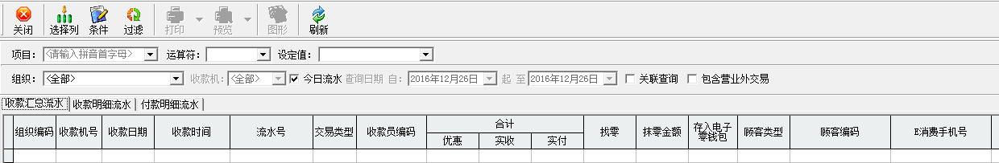 关闭 选择列 条件 过滤 打印 预览 图形 刷新
项目： <请输入拼音首字母> 运算符： 设定值：
组织： <全部> 收款机： <全部> 今日流水 查询日期 自： 2016年12月26日 起 至 2016年12月26日 关联查询 包含营业外交易
收款汇总流水 收款明细流水 付款明细流水
组织编码 收款机号 收款日期 收款时间 流水号 交易类型 收款员编码 合计 找零 抹零金额 存入电子零钱包 顾客类型 顾客编码 E消费手机号
优惠 实收 实付